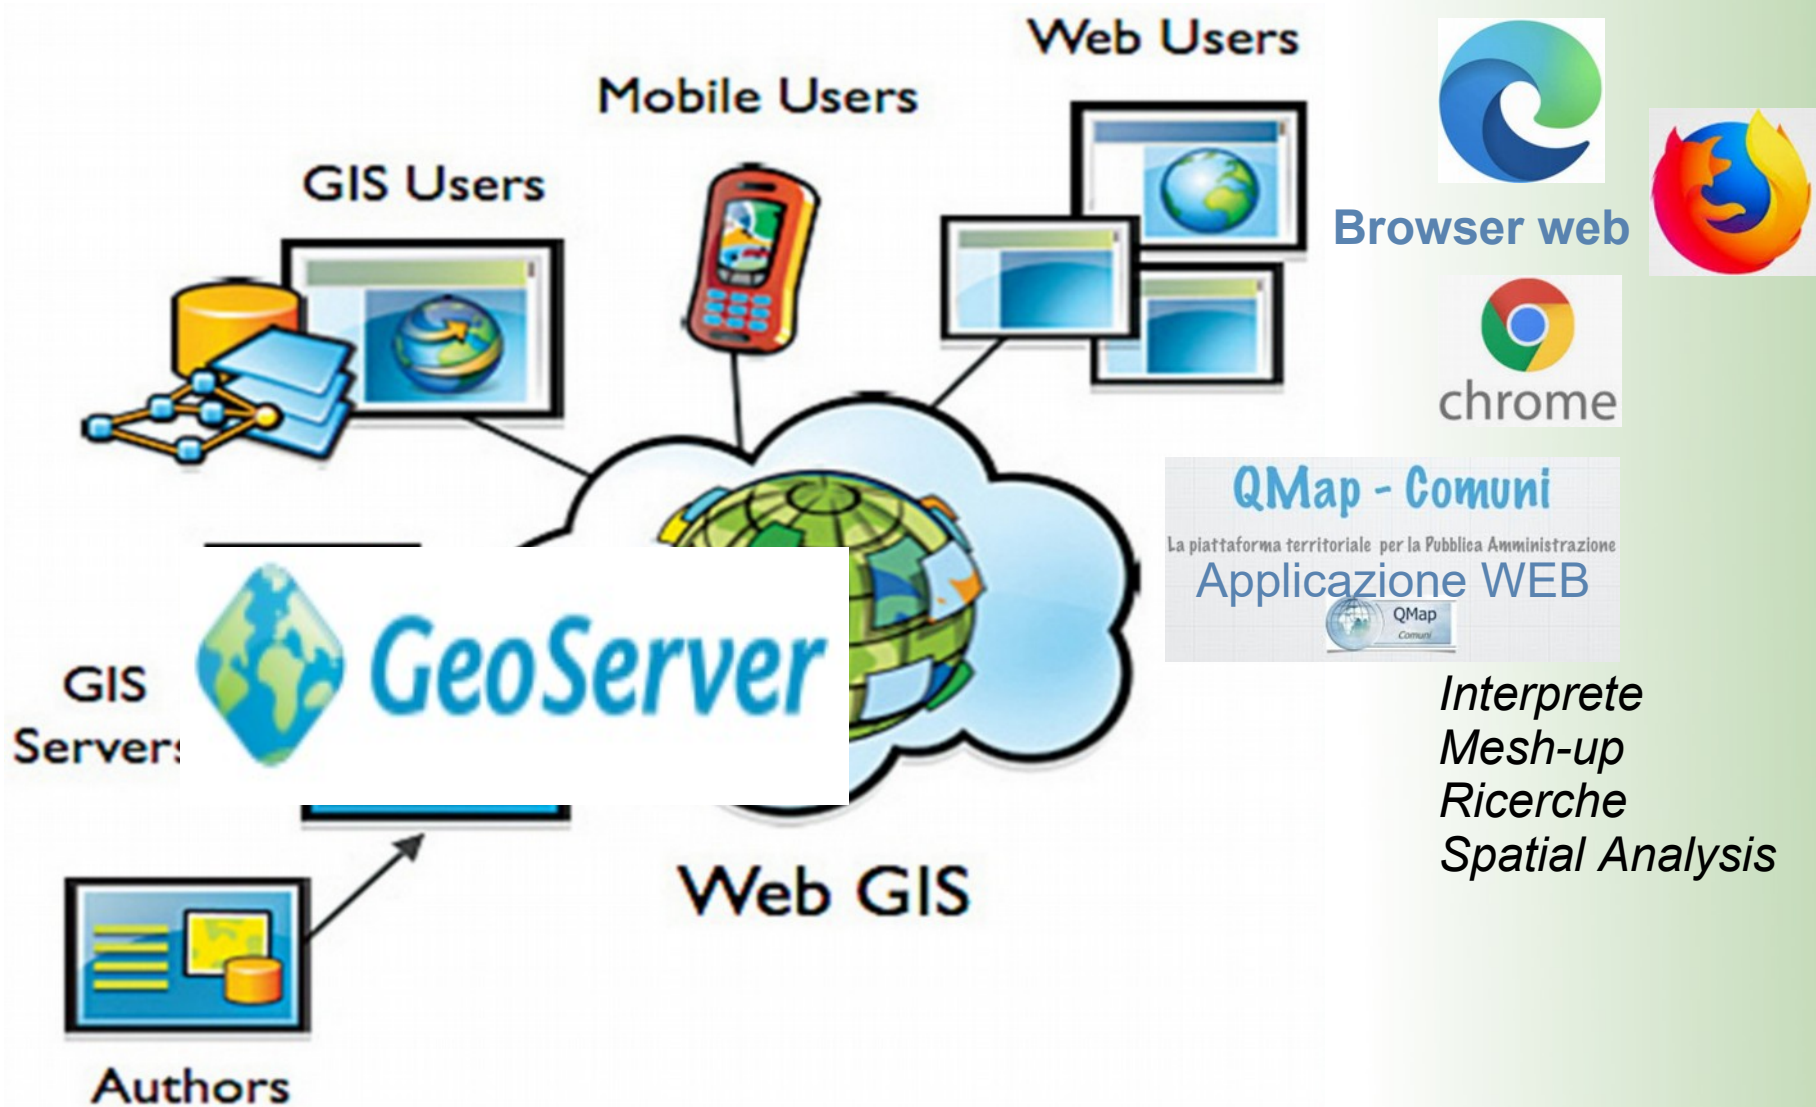 Web Users
Mobile Users
GIS Users
Browser web
chrome
QMap - Comuni
La piattaforma territoriale per la Pubblica Amministrazione
Applicazione WEB
QMap
Comuni
GIS
Servers
GeoServer
Interprete
Mesh-up
Ricerche
Spatial Analysis
Web GIS
Authors